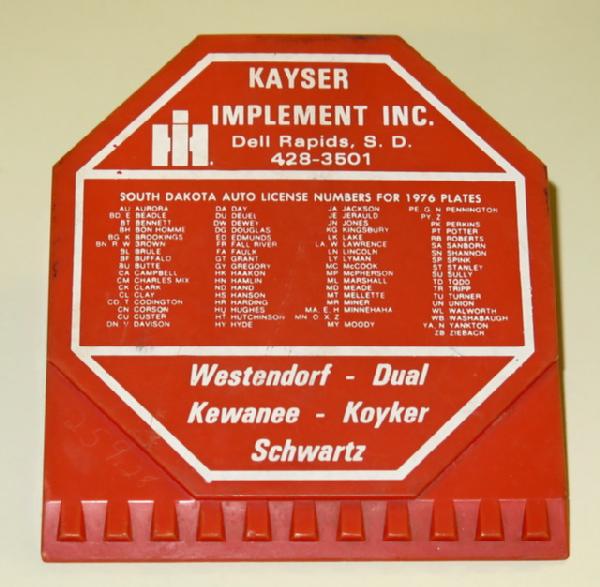 KAYSER
IMPLEMENT INC.
IH.
Dell Rapids, S. D.
428-3501
SOUTH DAKOTA AUTO LICENSE NUMBERS FOR 1976 PLATES
AU AURORA
BD E BEADLE
BT BENNETT
BH BON HOMME
BG K BROOKINGS
BN R W BROWN
BL BRULE
BF BUFFALO
BU BUTTE
CA CAMPBELL
CM CHARLES MIX
CK CLARK
CL CLAY
CO T CODINGTON
CN CORSON
CU CUSTER
DN V DAVISON
DA DAY
DU DEUEL
DW DEWEY
DG DOUGLAS
ED EDMUNDS
FR FALL RIVER
FA FAULK
GT GRANT
GY GREGORY
HK HAAKON
HN HAMLIN
HD HAND
HS HANSON
HR HARDING
HU HUGHES
HT HUTCHINSON
HY HYDE
JA JACKSON
JE JERAULD
JN JONES
KG KINGSBURY
LK LAKE
LA, W LAWRENCE
LN LINCOLN
LY LYMAN
MC McCOOK
MP McPHERSON
ML MARSHALL
MD MEADE
MT MELLETTE
MR MINER
MA, E, H MINNEHAHA
MN, O, X, Z
MY MOODY
PE, G, N PENNINGTON
PY, Z
PK PERKINS
PT POTTER
RB ROBERTS
SA SANBORN
SN SHANNON
SP SPINK
ST STANLEY
SU SULLY
TD TODD
TR TRIPP
TU TURNER
UN UNION
WL WALWORTH
WB WASHABAUGH
YA, N YANKTON
ZB ZIEBACH
Westendorf - Dual
Kewanee - Koyker
Schwartz